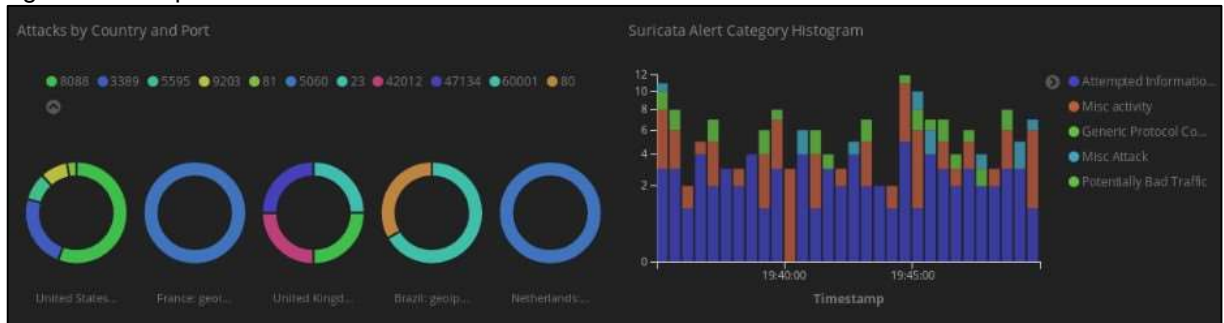 Attacks by Country and Port
8088 3389 5595 9203 81 5060 23 42012 47134 60001 80
United States...
France: geoi...
United Kingd...
Brazil: geoip...
Netherlands:...
Suricata Alert Category Histogram
12
10
8
6
4
2
0
19:40:00
19:45:00
Timestamp
Attempted Informatio...
Misc activity
Generic Protocol Co...
Misc Attack
Potentially Bad Traffic